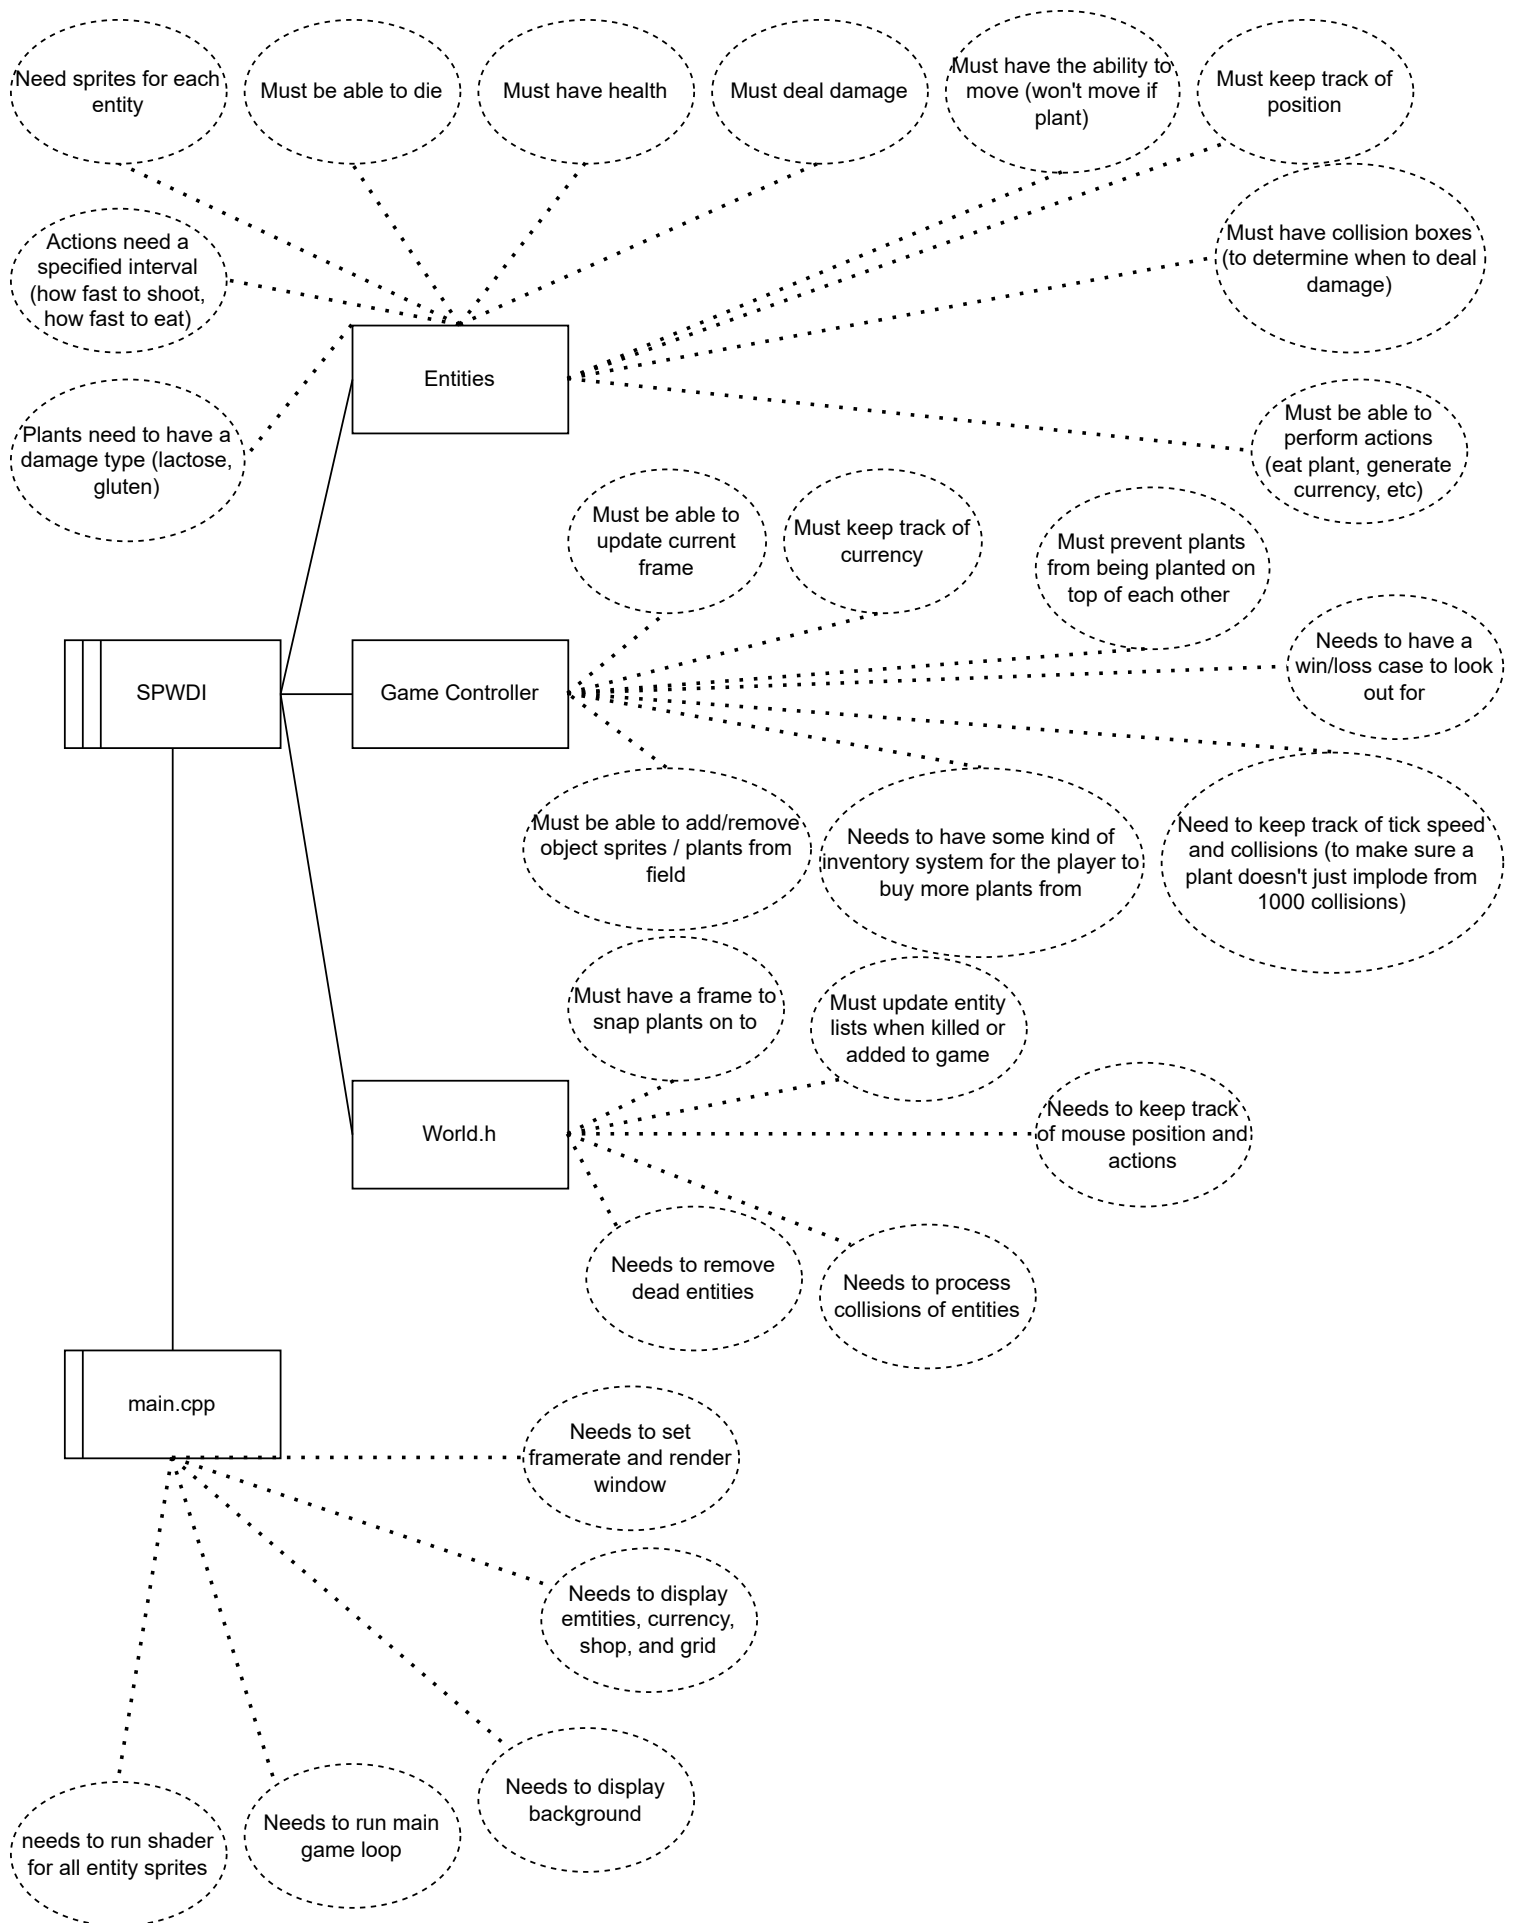 Need sprites for each
entity
Must be able to die
Must have health
Must deal damage
Must have the ability to
move (won't move if
plant)
Must keep track of
position
Actions need a
specified interval
(how fast to shoot,
how fast to eat)
Must have collision boxes
(to determine when to deal
damage)
Entities
Plants need to have a
damage type (lactose,
gluten)
Must be able to
perform actions
(eat plant, generate
currency, etc)
Must be able to
update current
frame
Must keep track of
currency
Must prevent plants
from being planted on
top of each other
Needs to have a
win/loss case to look
out for
SPWDI
Game Controller
Must be able to add/remove
object sprites / plants from
field
Needs to have some kind of
inventory system for the player to
buy more plants from
Need to keep track of tick speed
and collisions (to make sure a
plant doesn't just implode from
1000 collisions)
Must have a frame to
snap plants on to
Must update entity
lists when killed or
added to game
World.h
Needs to keep track
of mouse position and
actions
Needs to remove
dead entities
Needs to process
collisions of entities
main.cpp
Needs to set
framerate and render
window
Needs to display
emtities, currency,
shop, and grid
Needs to display
background
Needs to run main
game loop
needs to run shader
for all entity sprites